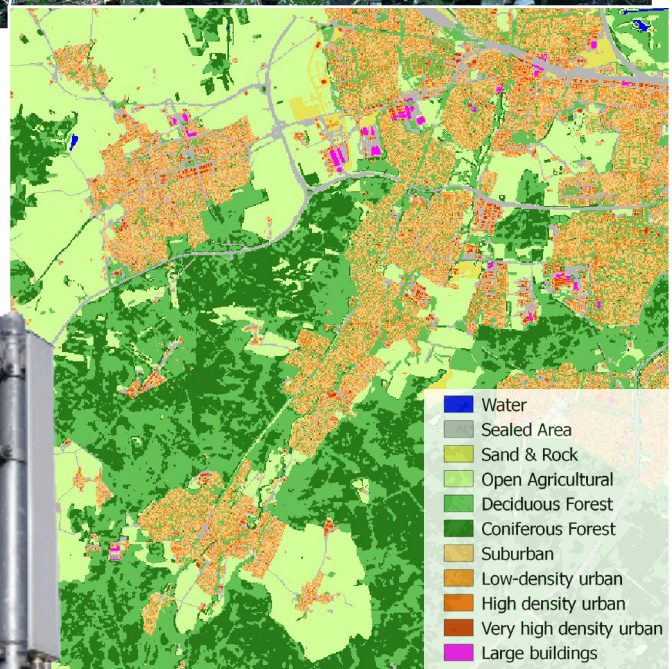 Water
Sealed Area
Sand & Rock
Open Agricultural
Deciduous Forest
Coniferous Forest
Suburban
Low-density urban
High density urban
Very high density urban
Large buildings